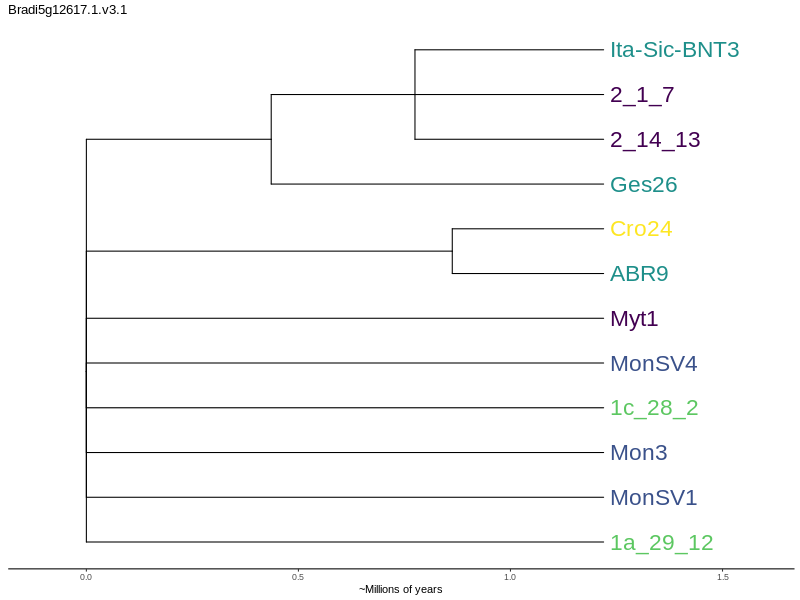 Bradi5g12617.1.v3.1
Ita-Sic-BNT3
2_1_7
2_14_13
Ges26
Cro24
ABR9
Myt1
MonSV4
1c_28_2
Mon3
MonSV1
1a_29_12
0.0 0.5 1.0 1.5
~Millions of years